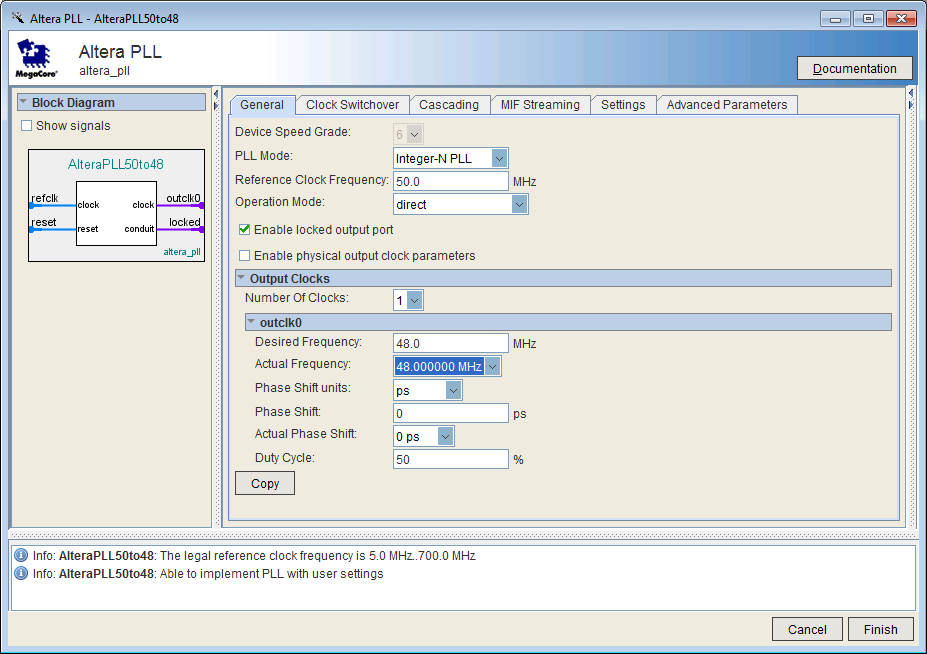 Altera PLL - AlteraPLL50to48
MegaCore®
Altera PLL
altera_pll
Documentation
Block Diagram
Show signals
AlteraPLL50to48
refclk
clock
clock
outclk0
reset
reset
conduit
locked
altera_pll
General
Clock Switchover
Cascading
MIF Streaming
Settings
Advanced Parameters
Device Speed Grade: 6
PLL Mode: Integer-N PLL
Reference Clock Frequency: 50.0 MHz
Operation Mode: direct
Enable locked output port
Enable physical output clock parameters
Output Clocks
Number Of Clocks: 1
outclk0
Desired Frequency: 48.0 MHz
Actual Frequency: 48.000000 MHz
Phase Shift units: ps
Phase Shift: 0 ps
Actual Phase Shift: 0 ps
Duty Cycle: 50 %
Copy
Info: AlteraPLL50to48: The legal reference clock frequency is 5.0 MHz..700.0 MHz
Info: AlteraPLL50to48: Able to implement PLL with user settings
Cancel
Finish